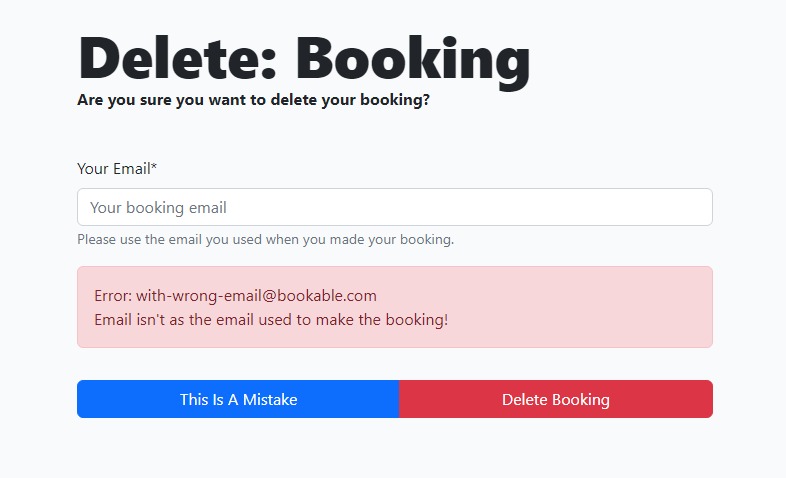 Delete: Booking
Are you sure you want to delete your booking?
Your Email*
Your booking email
Please use the email you used when you made your booking.
Error: with-wrong-email@bookable.com
Email isn't as the email used to make the booking!
This Is A Mistake
Delete Booking